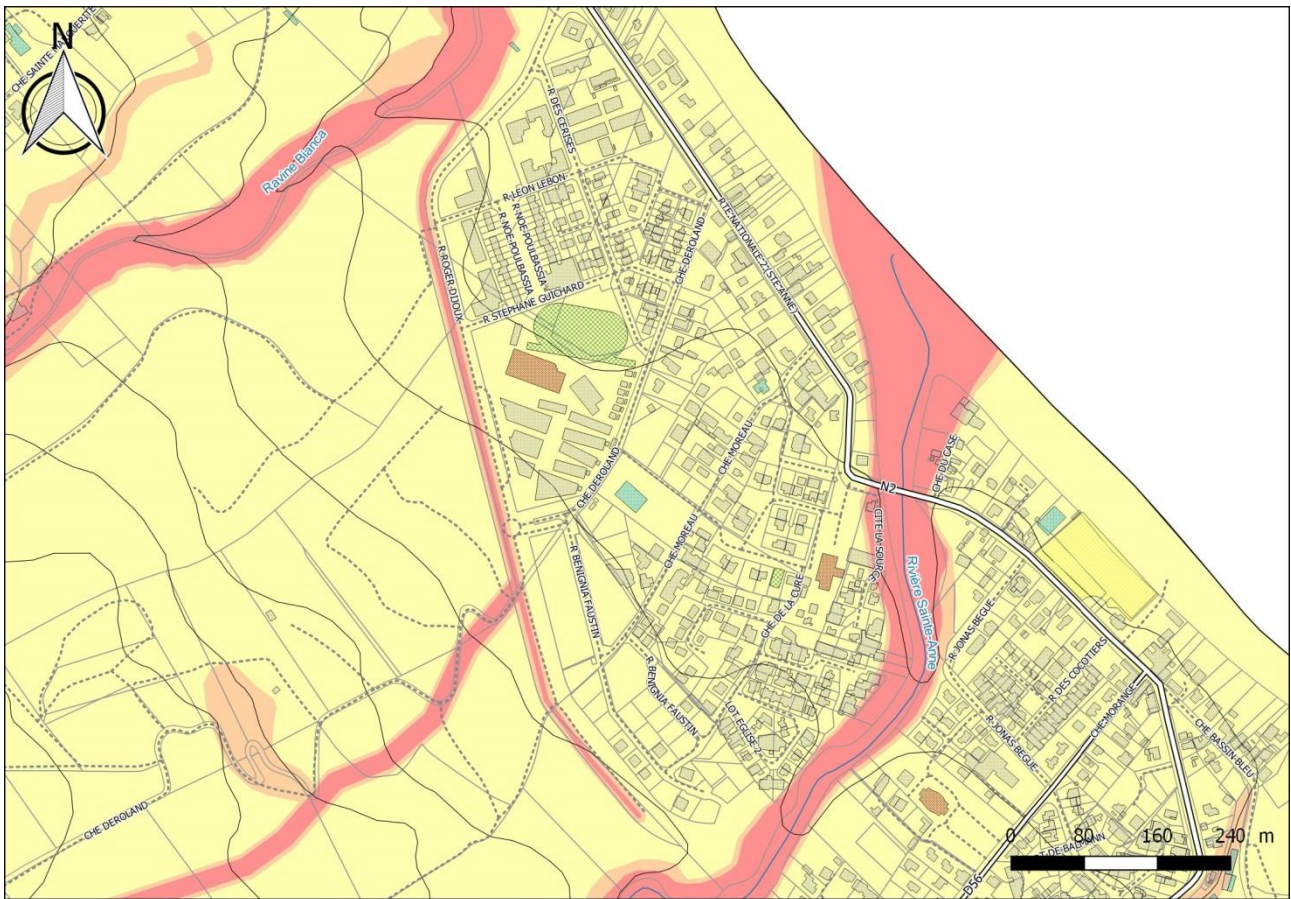 N
CHE SAINTE MARGUERITE
Ravine Bianca
R DES CERISES
R LEON LEBON
R NOE POULBASSIA
R NOE POULBASSIA
R ROGER DIJOUX
R STEPHANE GUICHARD
CHE DEROLAND
RTE NATIONALE 2 (STE ANNE)
CHE MOREAU
CHE DEROLAND
CHE MOREAU
N2
CHE DU CASE
CITE LA SOURCE
Rivière Sainte-Anne
R BENIGNIA FAUSTIN
CHE DE LA CURE
R JONAS BEGUE
R BENIGNIA FAUSTIN
LOT EGLISE 2
R DES COCOTIERS
R JONAS BEGUE
CHE MORANGE
CHE BASSIN BLEU
CHE DEROLAND
D56
0 80 160 240 m